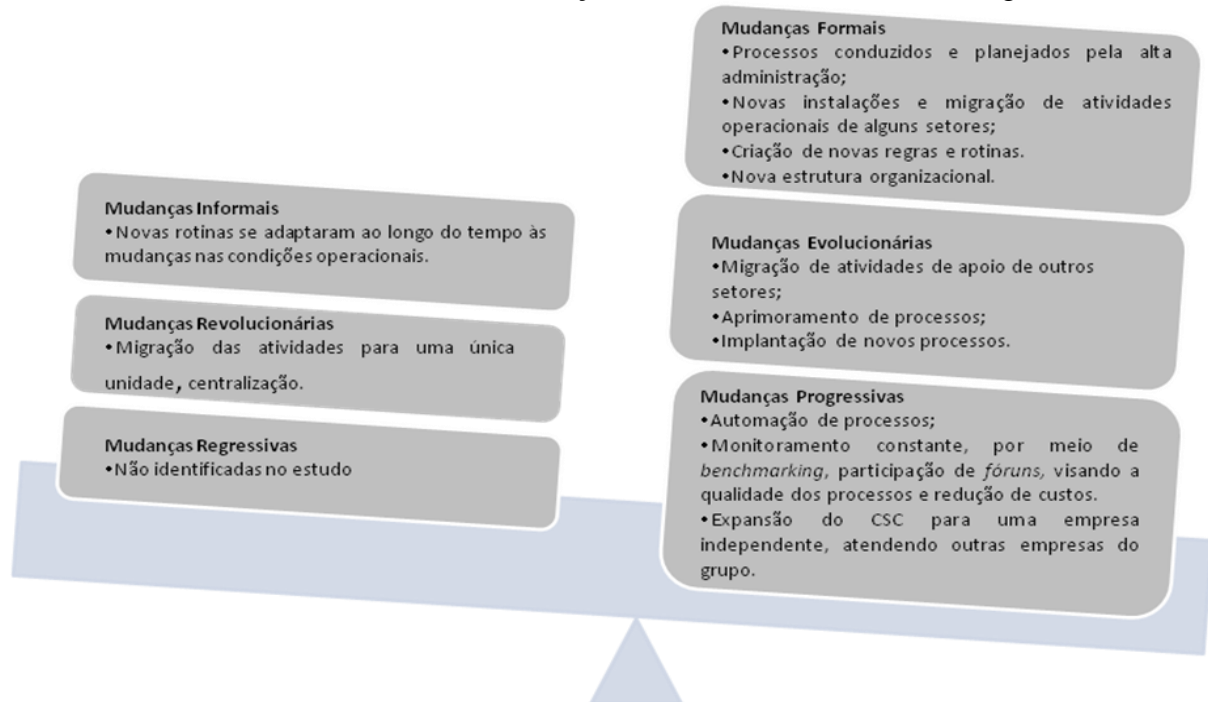 Mudanças Informais
•Novas rotinas se adaptaram ao longo do tempo às
mudanças nas condições operacionais.
Mudanças Revolucionárias
•Migração das atividades para uma única
unidade, centralização.
Mudanças Regressivas
•Não identificadas no estudo
Mudanças Formais
•Processos conduzidos e planejados pela alta
administração;
•Novas instalações e migração de atividades
operacionais de alguns setores;
•Criação de novas regras e rotinas.
•Nova estrutura organizacional.
Mudanças Evolucionárias
•Migração de atividades de apoio de outros
setores;
•Aprimoramento de processos;
•Implantação de novos processos.
Mudanças Progressivas
•Automação de processos;
•Monitoramento constante, por meio de
benchmarking, participação de fóruns, visando a
qualidade dos processos e redução de custos.
•Expansão do CSC para uma empresa
independente, atendendo outras empresas do
grupo.